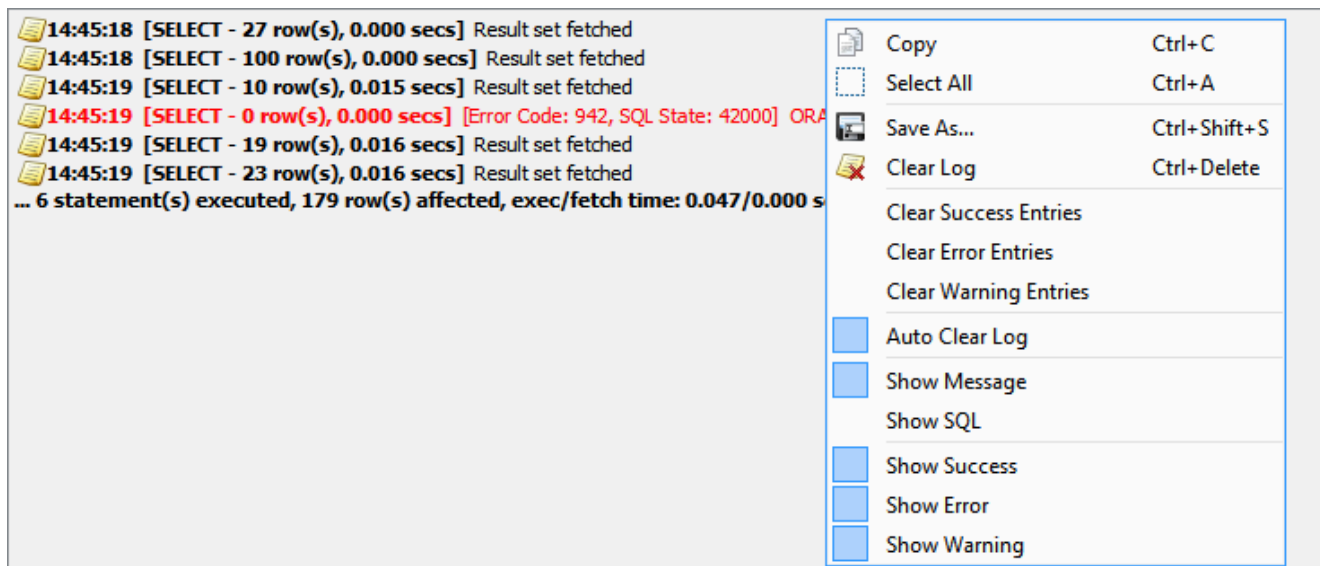 14:45:18 [SELECT - 27 row(s), 0.000 secs] Result set fetched
14:45:18 [SELECT - 100 row(s), 0.000 secs] Result set fetched
14:45:19 [SELECT - 10 row(s), 0.015 secs] Result set fetched
14:45:19 [SELECT - 0 row(s), 0.000 secs] [Error Code: 942, SQL State: 42000] ORA
14:45:19 [SELECT - 19 row(s), 0.016 secs] Result set fetched
14:45:19 [SELECT - 23 row(s), 0.016 secs] Result set fetched
... 6 statement(s) executed, 179 row(s) affected, exec/fetch time: 0.047/0.000 s
Copy Ctrl+C
Select All Ctrl+A
Save As... Ctrl+Shift+S
Clear Log Ctrl+Delete
Clear Success Entries
Clear Error Entries
Clear Warning Entries
Auto Clear Log
Show Message
Show SQL
Show Success
Show Error
Show Warning